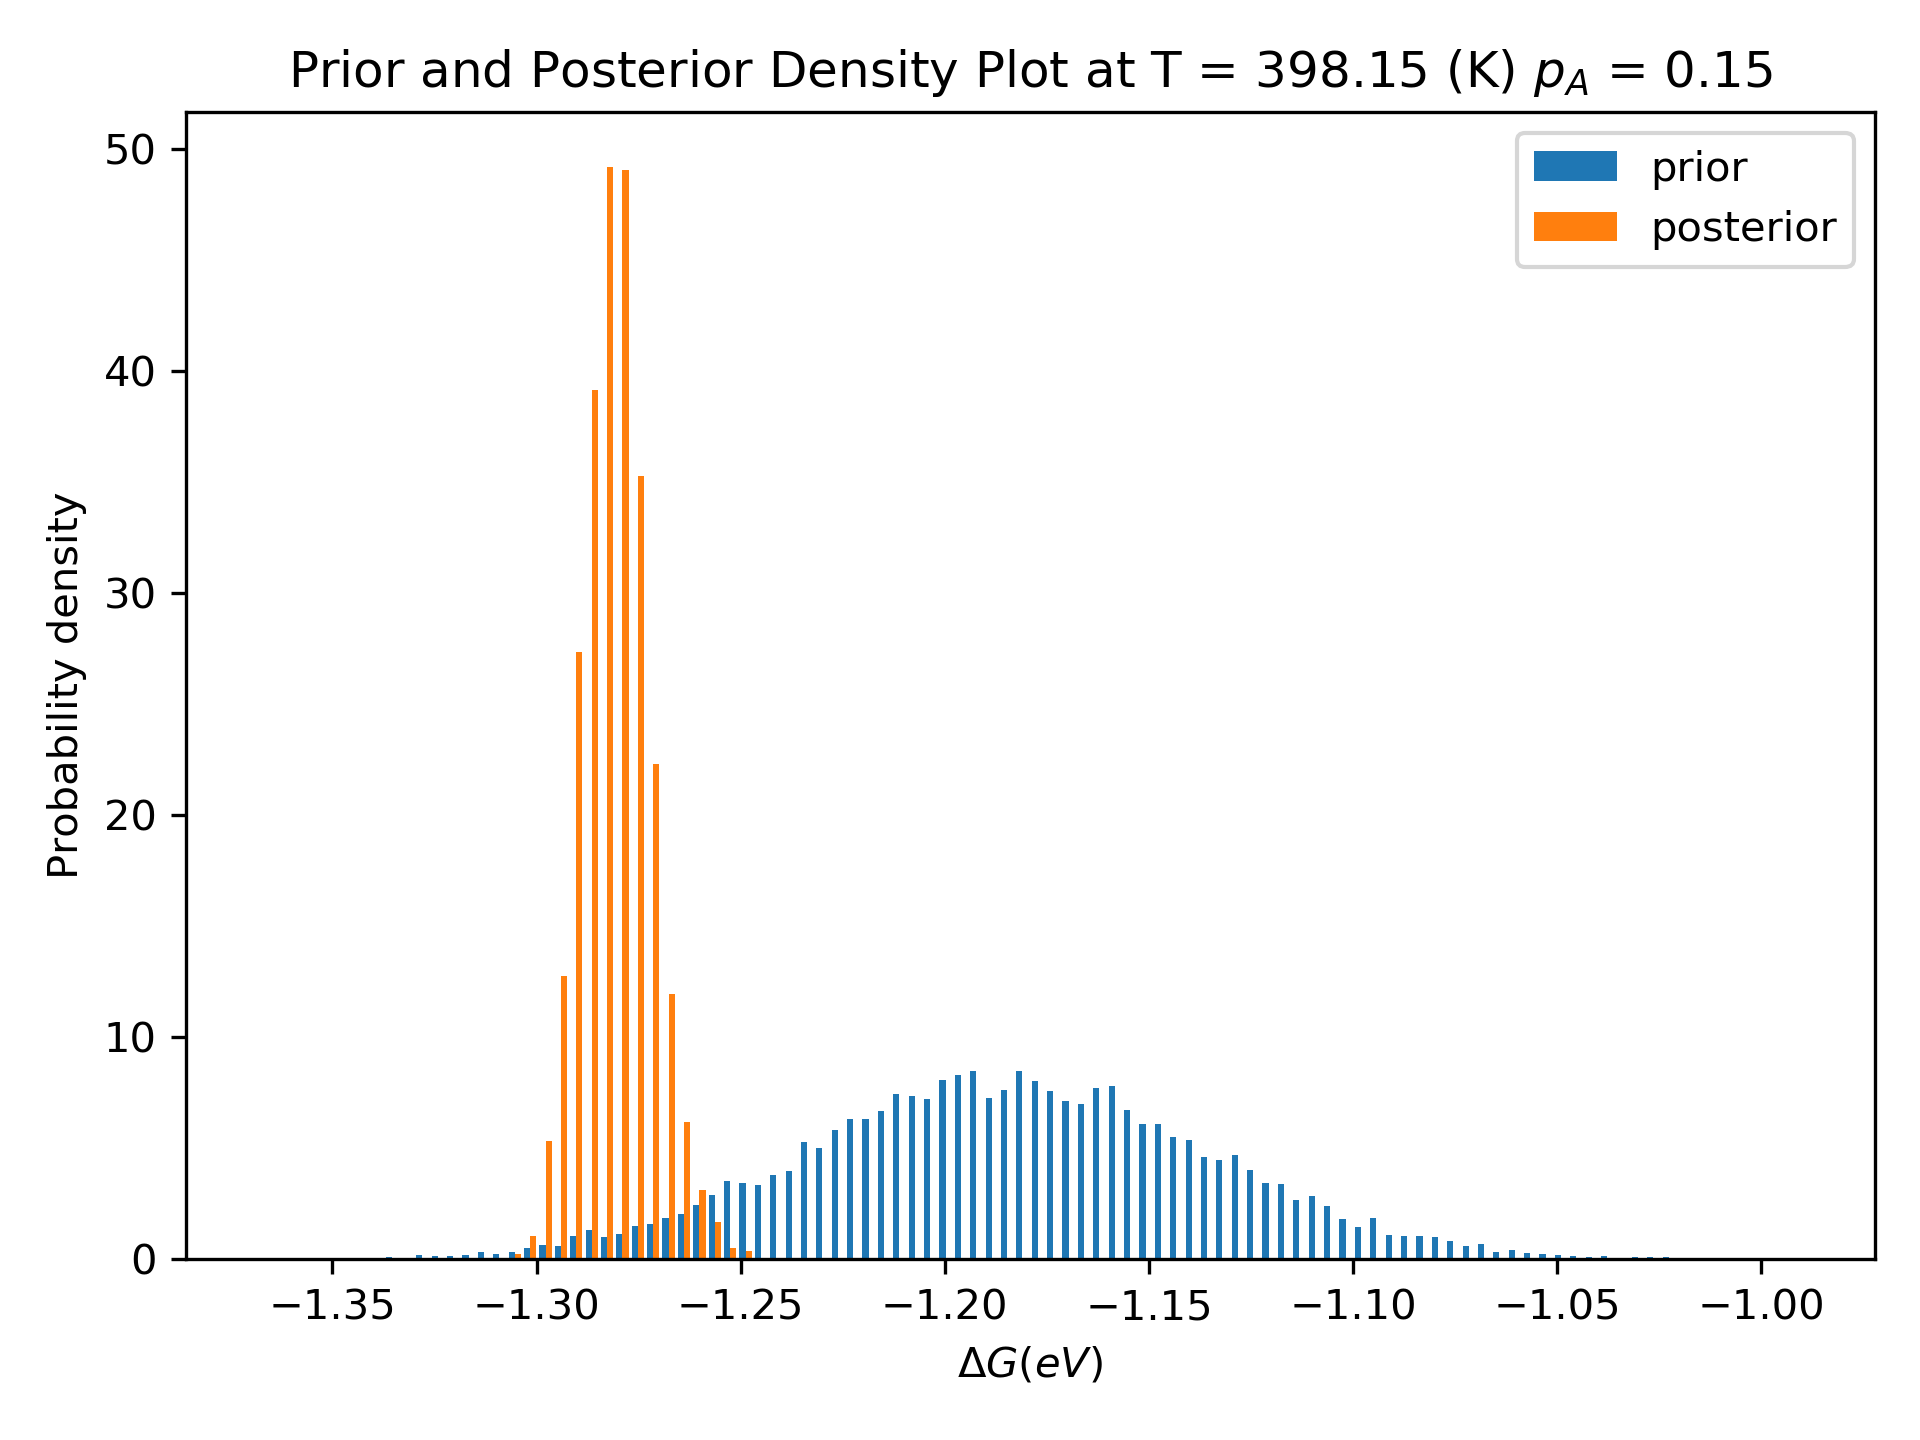 Prior and Posterior Density Plot at T = 398.15 (K) p_A = 0.15
prior
posterior
Probability density
50
40
30
20
10
0
−1.35 −1.30 −1.25 −1.20 −1.15 −1.10 −1.05 −1.00
ΔG(eV)